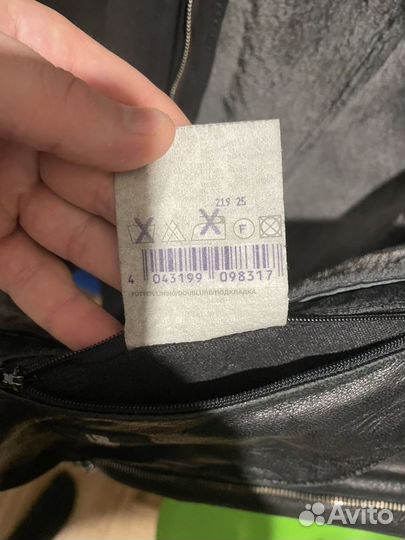 219 25
F
4 043199 098317
FUTTER/LINING/DOUBLURE/ПОДКЛАДКА
Avito